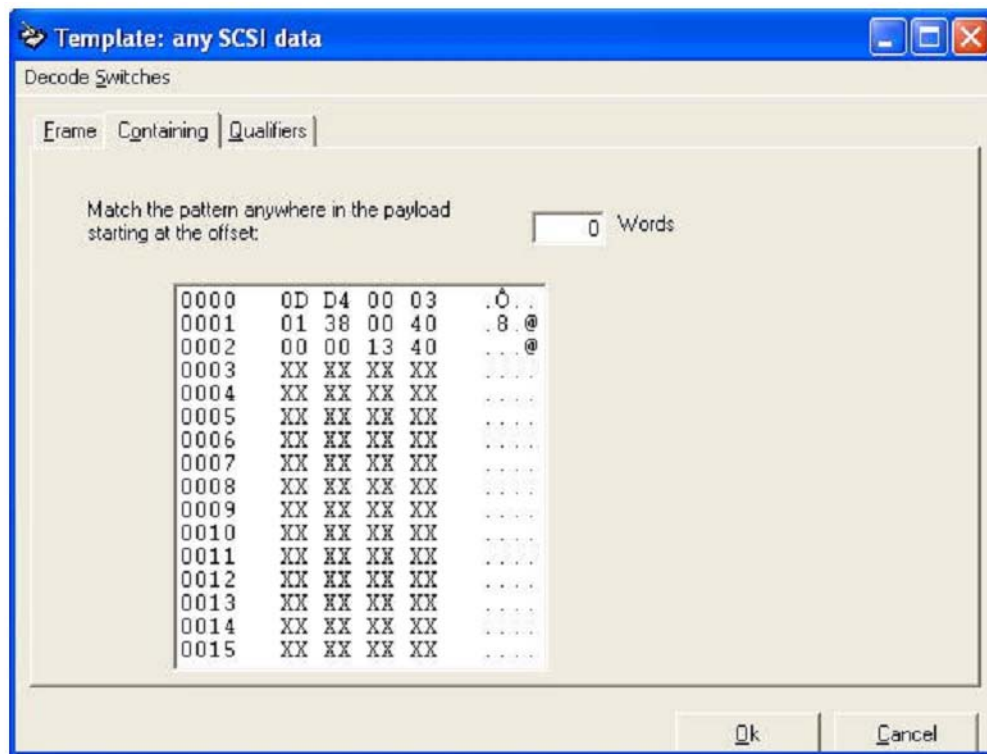 Template: any SCSI data
Decode Switches
Frame Containing Qualifiers
Match the pattern anywhere in the payload
starting at the offset:
0 Words
0000 0D D4 00 03 .Ô..
0001 01 38 00 40 .8.@
0002 00 00 13 40 ...@
0003 XX XX XX XX ....
0004 XX XX XX XX ....
0005 XX XX XX XX ....
0006 XX XX XX XX ....
0007 XX XX XX XX ....
0008 XX XX XX XX ....
0009 XX XX XX XX ....
0010 XX XX XX XX ....
0011 XX XX XX XX ....
0012 XX XX XX XX ....
0013 XX XX XX XX ....
0014 XX XX XX XX ....
0015 XX XX XX XX ....
Ok Cancel